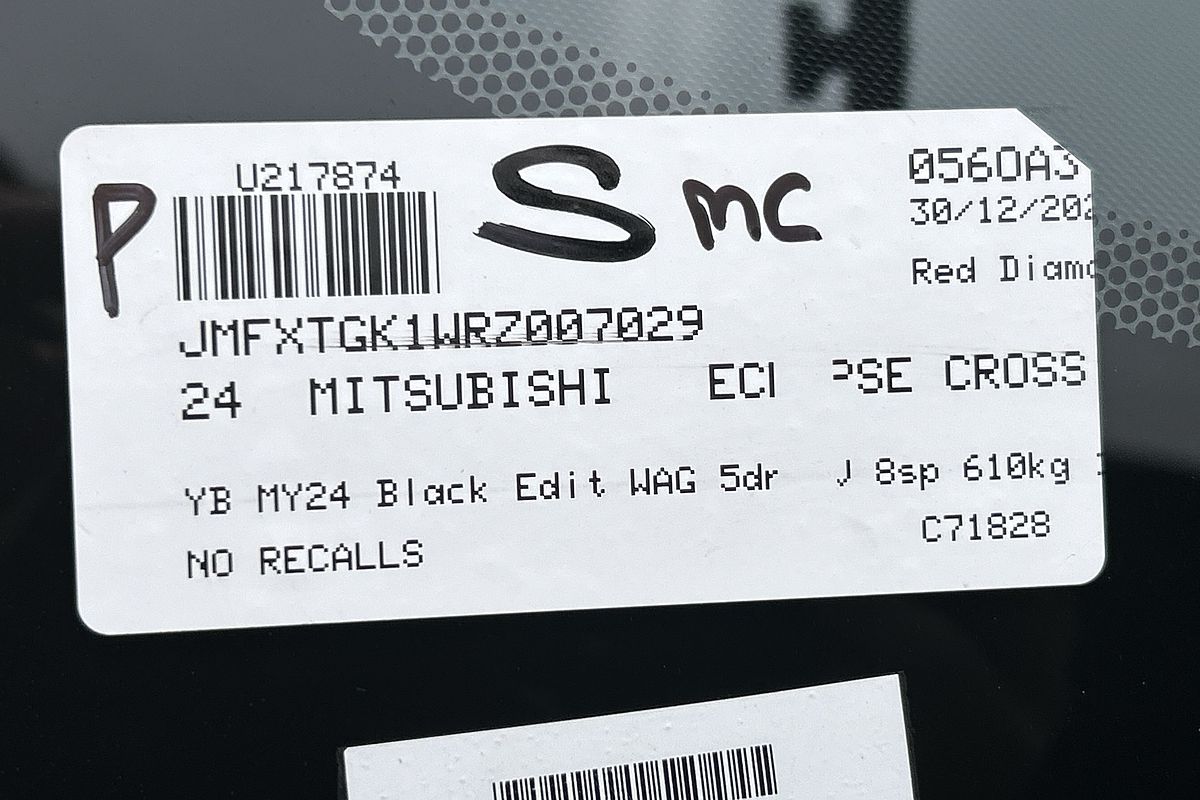 U217874
P
S mc
056OA3
30/12/202
Red Diamo
JMFXTGK1WRZ007029
24 MITSUBISHI ECI PSE CROSS
YB MY24 Black Edit WAG 5dr J 8sp 610kg
C71828
NO RECALLS